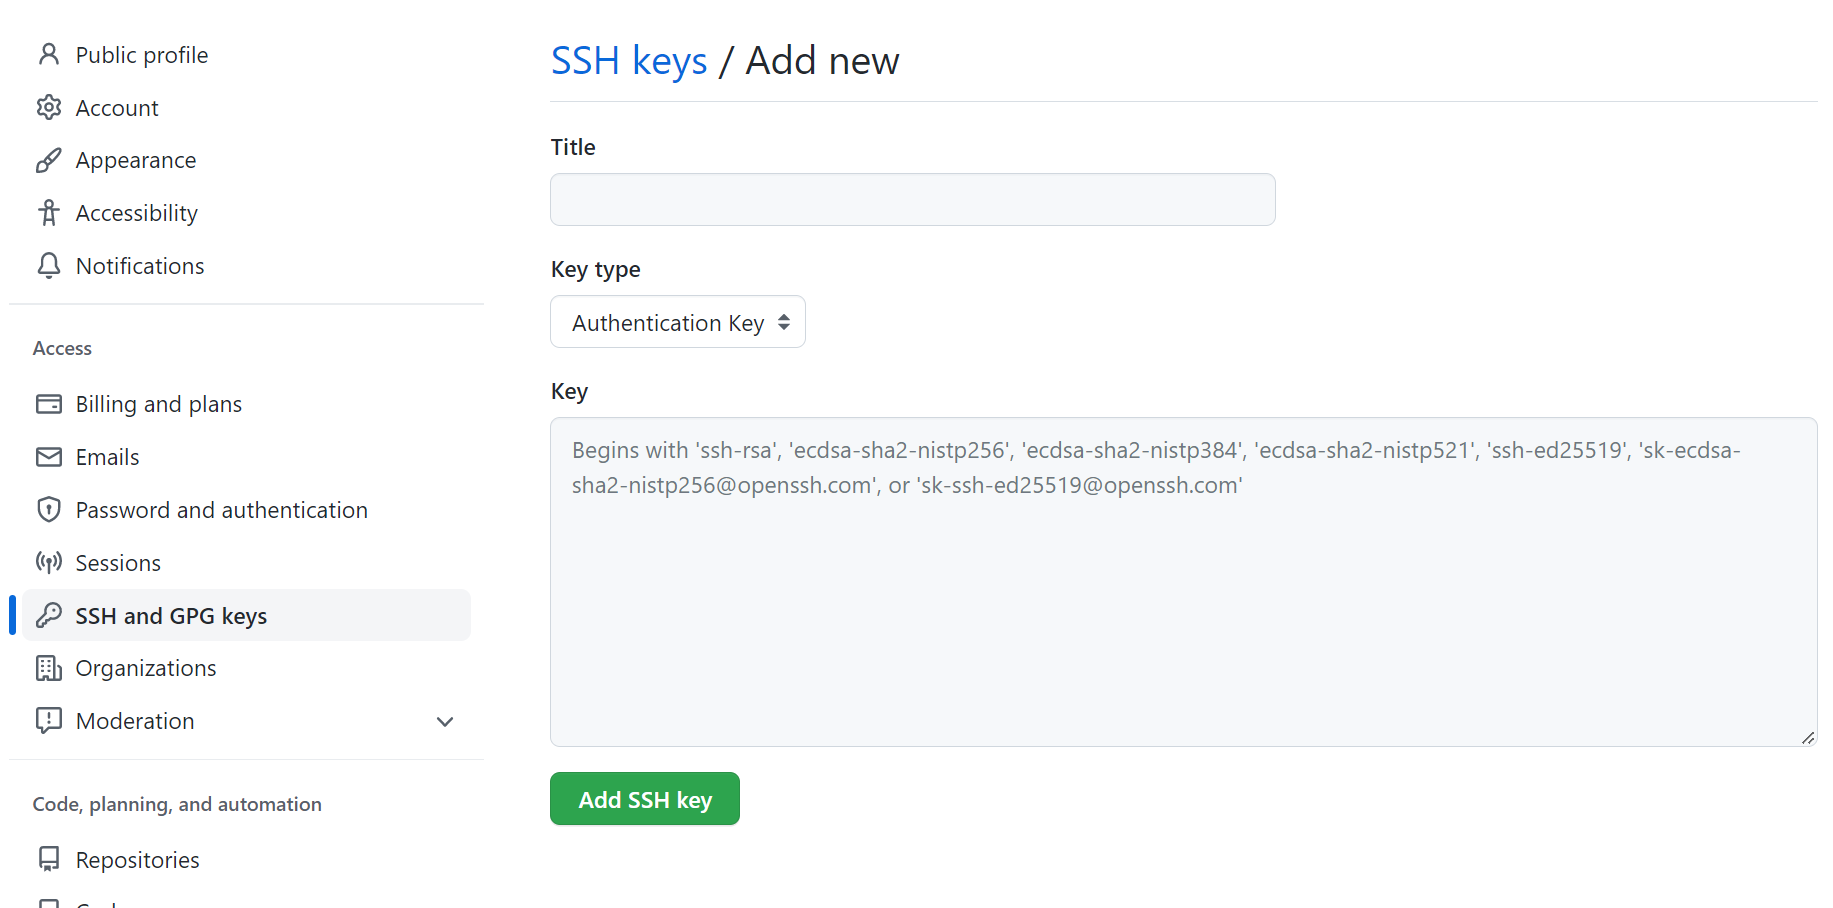 Public profile
Account
Appearance
Accessibility
Notifications
Access
Billing and plans
Emails
Password and authentication
Sessions
SSH and GPG keys
Organizations
Moderation
Code, planning, and automation
Repositories
SSH keys / Add new
Title
Key type
Authentication Key
Key
Begins with 'ssh-rsa', 'ecdsa-sha2-nistp256', 'ecdsa-sha2-nistp384', 'ecdsa-sha2-nistp521', 'ssh-ed25519', 'sk-ecdsa-
sha2-nistp256@openssh.com', or 'sk-ssh-ed25519@openssh.com'
Add SSH key